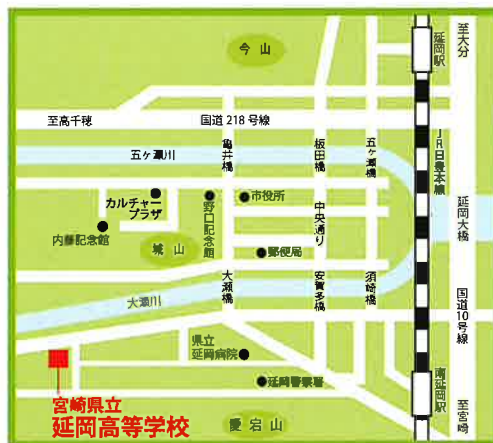 今山
延岡駅
至大分
至高千穂
国道218号線
五ヶ瀬川
亀井橋
板田橋
五ヶ瀬橋
JR日豊本線
カルチャー
プラザ
野口記念館
市役所
中央通り
延岡大橋
内藤記念館
城山
郵便局
大瀬川
大瀬橋
安賀多橋
須崎橋
国道10号線
県立
延岡病院
延岡警察署
南延岡駅
至宮崎
愛宕山
宮崎県立
延岡高等学校